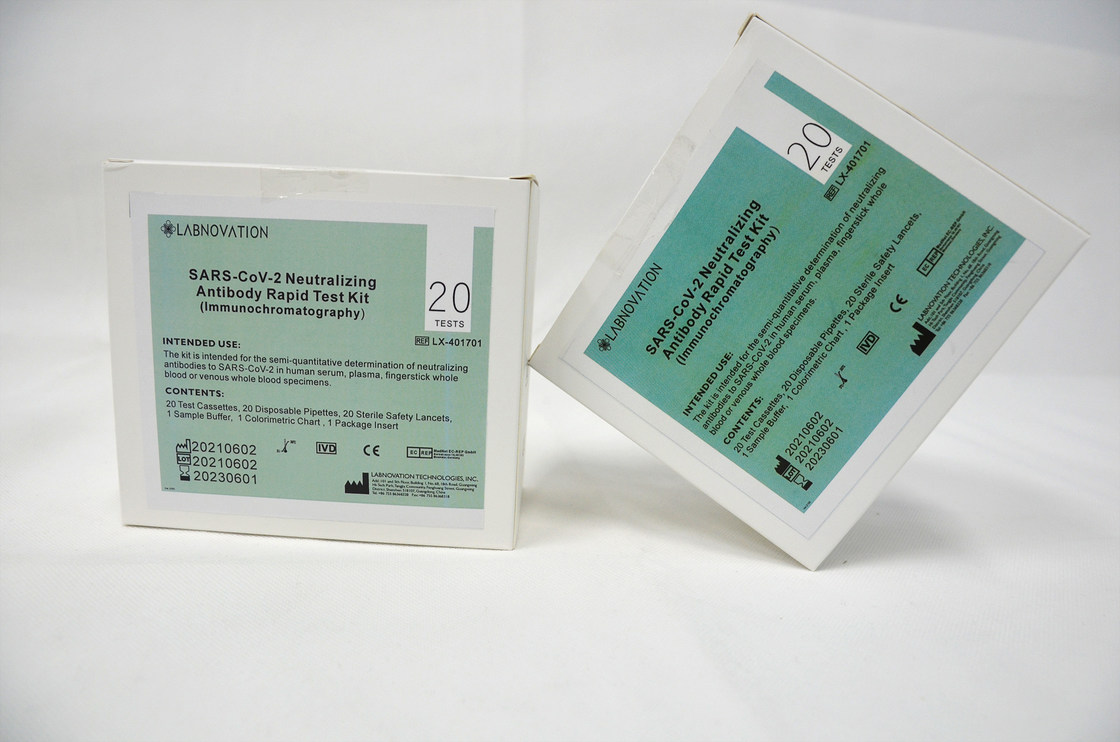 LABNOVATION
SARS-CoV-2 Neutralizing
Antibody Rapid Test Kit
(Immunochromatography)
20
TESTS
REF LX-401701
INTENDED USE:
The kit is intended for the semi-quantitative determination of neutralizing
antibodies to SARS-CoV-2 in human serum, plasma, fingerstick whole
blood or venous whole blood specimens.
CONTENTS:
20 Test Cassettes, 20 Disposable Pipettes, 20 Sterile Safety Lancets,
1 Sample Buffer, 1 Colorimetric Chart , 1 Package Insert
20210602
LOT 20210602
20230601
IVD
CE
EC REP
LABNOVATION TECHNOLOGIES, INC.
LABNOVATION
SARS-CoV-2 Neutralizing
Antibody Rapid Test Kit
(Immunochromatography)
20
TESTS
REF LX-401701
INTENDED USE:
The kit is intended for the semi-quantitative determination of neutralizing
antibodies to SARS-CoV-2 in human serum, plasma, fingerstick whole
blood or venous whole blood specimens.
CONTENTS:
20 Test Cassettes, 20 Disposable Pipettes, 20 Sterile Safety Lancets,
1 Sample Buffer, 1 Colorimetric Chart , 1 Package Insert
20210602
LOT 20210602
20230601
IVD
CE
EC REP
LABNOVATION TECHNOLOGIES, INC.